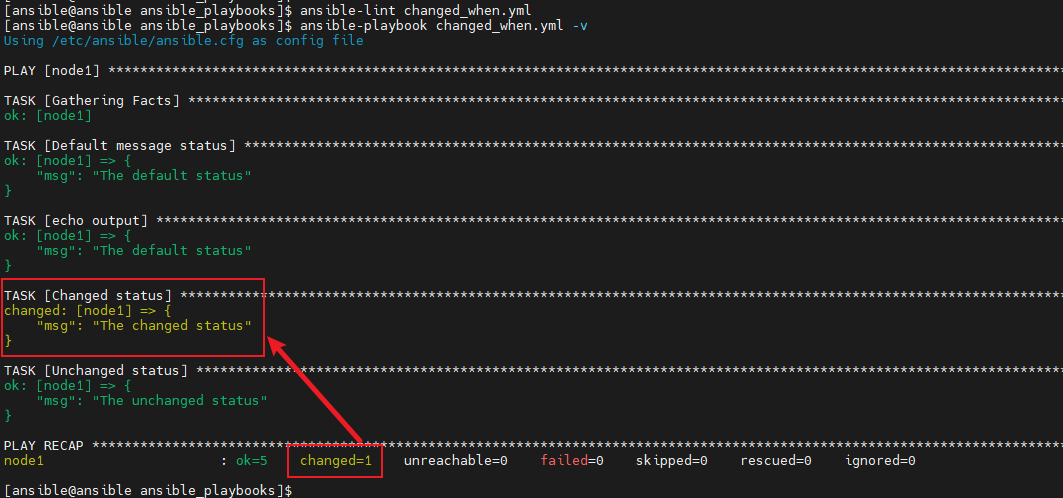 [ansible@ansible ansible_playbooks]$ ansible-lint changed_when.yml
[ansible@ansible ansible_playbooks]$ ansible-playbook changed_when.yml -v
Using /etc/ansible/ansible.cfg as config file
PLAY [node1] ************************************************************************************************************************
TASK [Gathering Facts] **************************************************************************************************************
ok: [node1]
TASK [Default message status] *******************************************************************************************************
ok: [node1] => {
    "msg": "The default status"
}
TASK [echo output] ******************************************************************************************************************
ok: [node1] => {
    "msg": "The default status"
}
TASK [Changed status] ***************************************************************************************************************
changed: [node1] => {
    "msg": "The changed status"
}
TASK [Unchanged status] *************************************************************************************************************
ok: [node1] => {
    "msg": "The unchanged status"
}
PLAY RECAP **************************************************************************************************************************
node1                      : ok=5    changed=1    unreachable=0    failed=0    skipped=0    rescued=0    ignored=0
[ansible@ansible ansible_playbooks]$